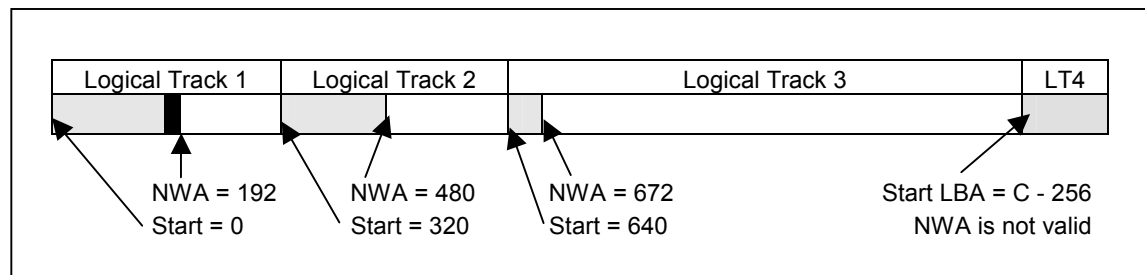 Logical Track 1 Logical Track 2 Logical Track 3 LT4
NWA = 192 NWA = 480 NWA = 672 Start LBA = C - 256
Start = 0 Start = 320 Start = 640 NWA is not valid